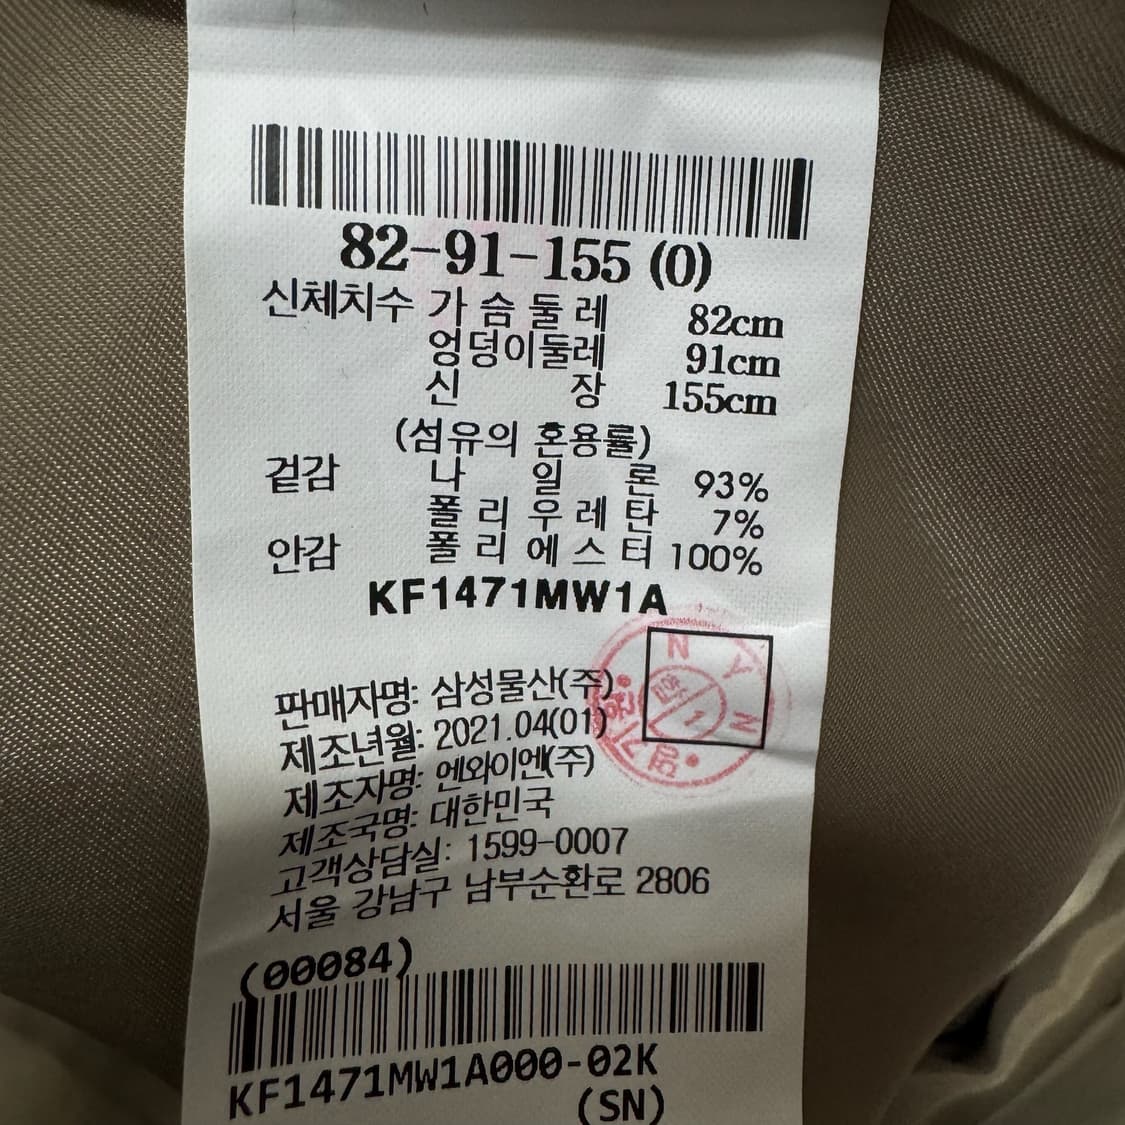 82-91-155 (0)
신체치수 가슴둘레 82cm
엉덩이둘레 91cm
신장 155cm
(섬유의 혼용률)
겉감 나일론 93%
폴리우레탄 7%
안감 폴리에스터 100%
KF1471MW1A
N Y N
판매자명: 삼성물산(주)
제조년월: 2021.04(01)
제조자명: 엔와이엔(주)
제조국명: 대한민국
고객상담실: 1599-0007
서울 강남구 남부순환로 2806
(00084)
KF1471MW1A000-02K
(SN)